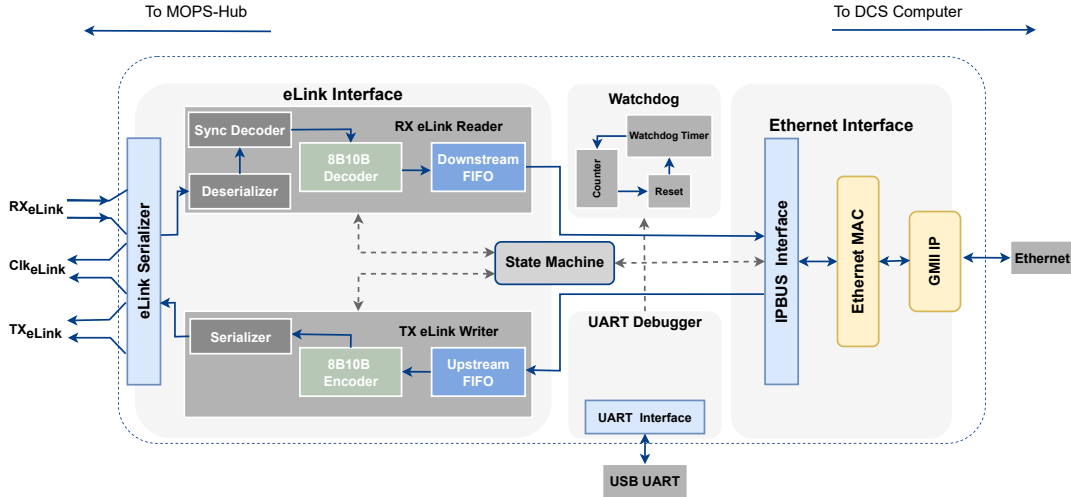 To MOPS-Hub
To DCS Computer
eLink Interface
Watchdog
Ethernet Interface
Sync Decoder
RX eLink Reader
Watchdog Timer
8B10B
Decoder
Downstream
FIFO
Counter
Reset
Deserializer
eLink Serializer
RXeLink
ClkeLink
TXeLink
State Machine
IPBUS Interface
Ethernet MAC
GMII IP
Ethernet
TX eLink Writer
UART Debugger
Serializer
8B10B
Encoder
Upstream
FIFO
UART Interface
USB UART